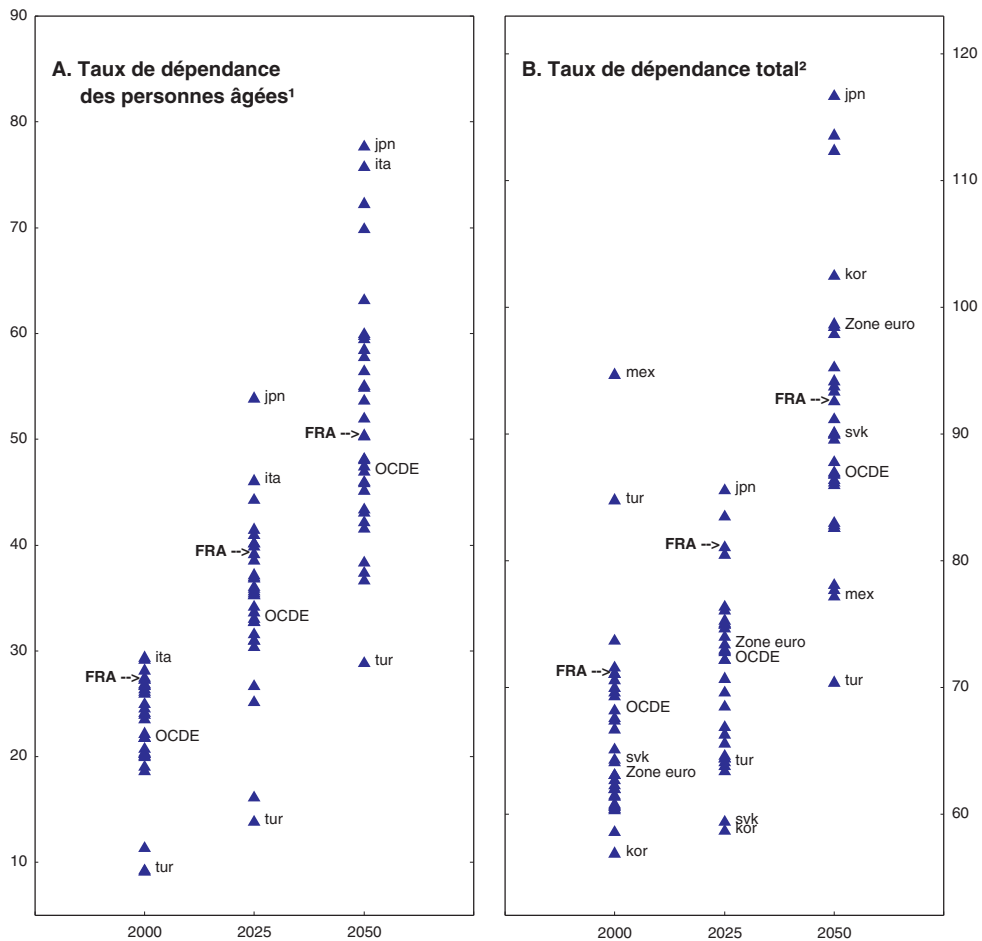 A. Taux de dépendance
des personnes âgées¹
90
80
70
60
50
40
30
20
10
jpn
ita
FRA -->
OCDE
tur
jpn
ita
FRA -->
OCDE
tur
ita
FRA -->
OCDE
tur
2000
2025
2050
B. Taux de dépendance total²
120
110
100
90
80
70
60
jpn
kor
Zone euro
FRA -->
svk
OCDE
mex
tur
jpn
FRA -->
Zone euro
OCDE
tur
svk
kor
mex
tur
FRA -->
OCDE
svk
Zone euro
kor
2000
2025
2050